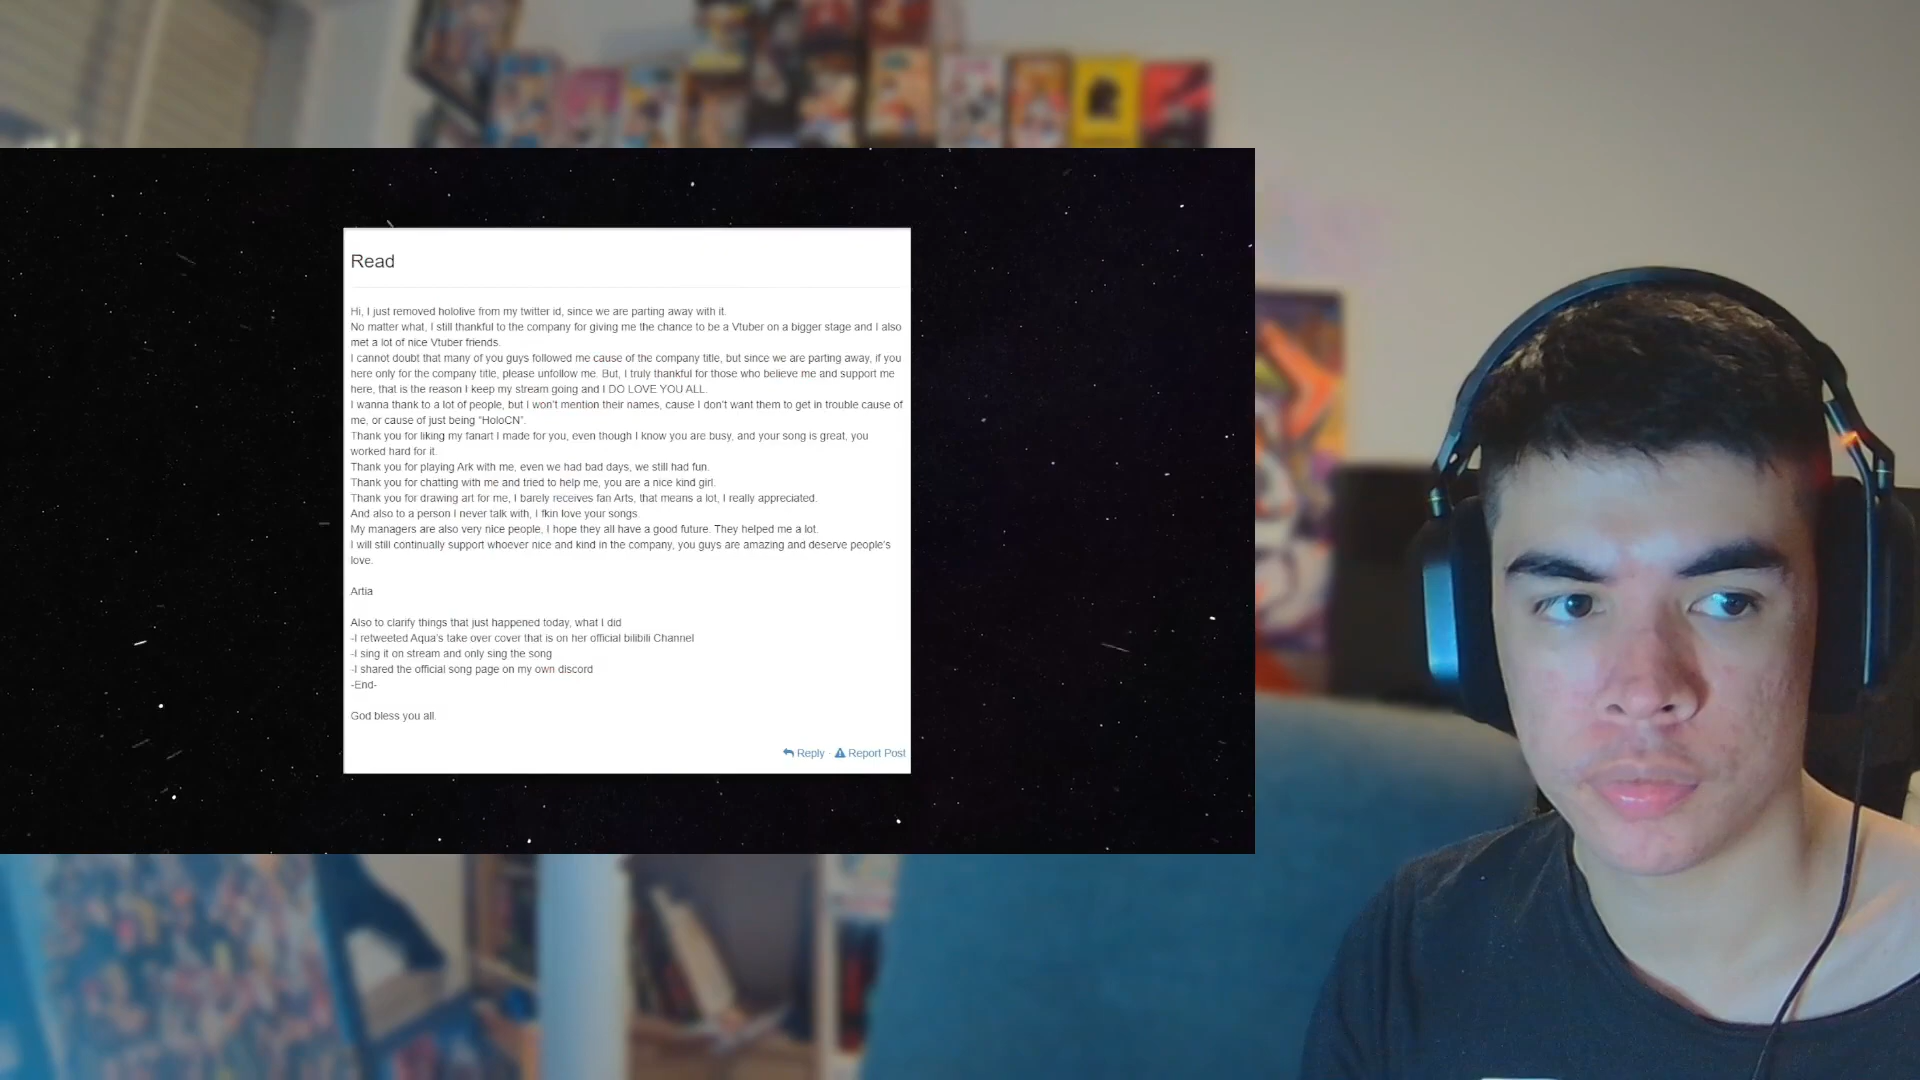 Read
Hi, I just removed hololive from my twitter id, since we are parting away with it.
No matter what, I still thankful to the company for giving me the chance to be a Vtuber on a bigger stage and I also
met a lot of nice Vtuber friends.
I cannot doubt that many of you guys followed me cause of the company title, but since we are parting away, if you
here only for the company title, please unfollow me. But, I truly thankful for those who believe me and support me
here, that is the reason I keep my stream going and I DO LOVE YOU ALL.
I wanna thank to a lot of people, but I won't mention their names, cause I don't want them to get in trouble cause of
me, or cause of just being "HoloCN".
Thank you for liking my fanart I made for you, even though I know you are busy, and your song is great, you
worked hard for it.
Thank you for playing Ark with me, even we had bad days, we still had fun.
Thank you for chatting with me and tried to help me, you are a nice kind girl.
Thank you for drawing art for me, I barely receives fan Arts, that means a lot, I really appreciated.
And also to a person I never talk with, I fkin love your songs.
My managers are also very nice people, I hope they all have a good future. They helped me a lot.
I will still continually support whoever nice and kind in the company, you guys are amazing and deserve people's
love.
Artia
Also to clarify things that just happened today, what I did
-I retweeted Aqua's take over cover that is on her official bilibili Channel
-I sing it on stream and only sing the song
-I shared the official song page on my own discord
-End-
God bless you all.
Reply · Report Post